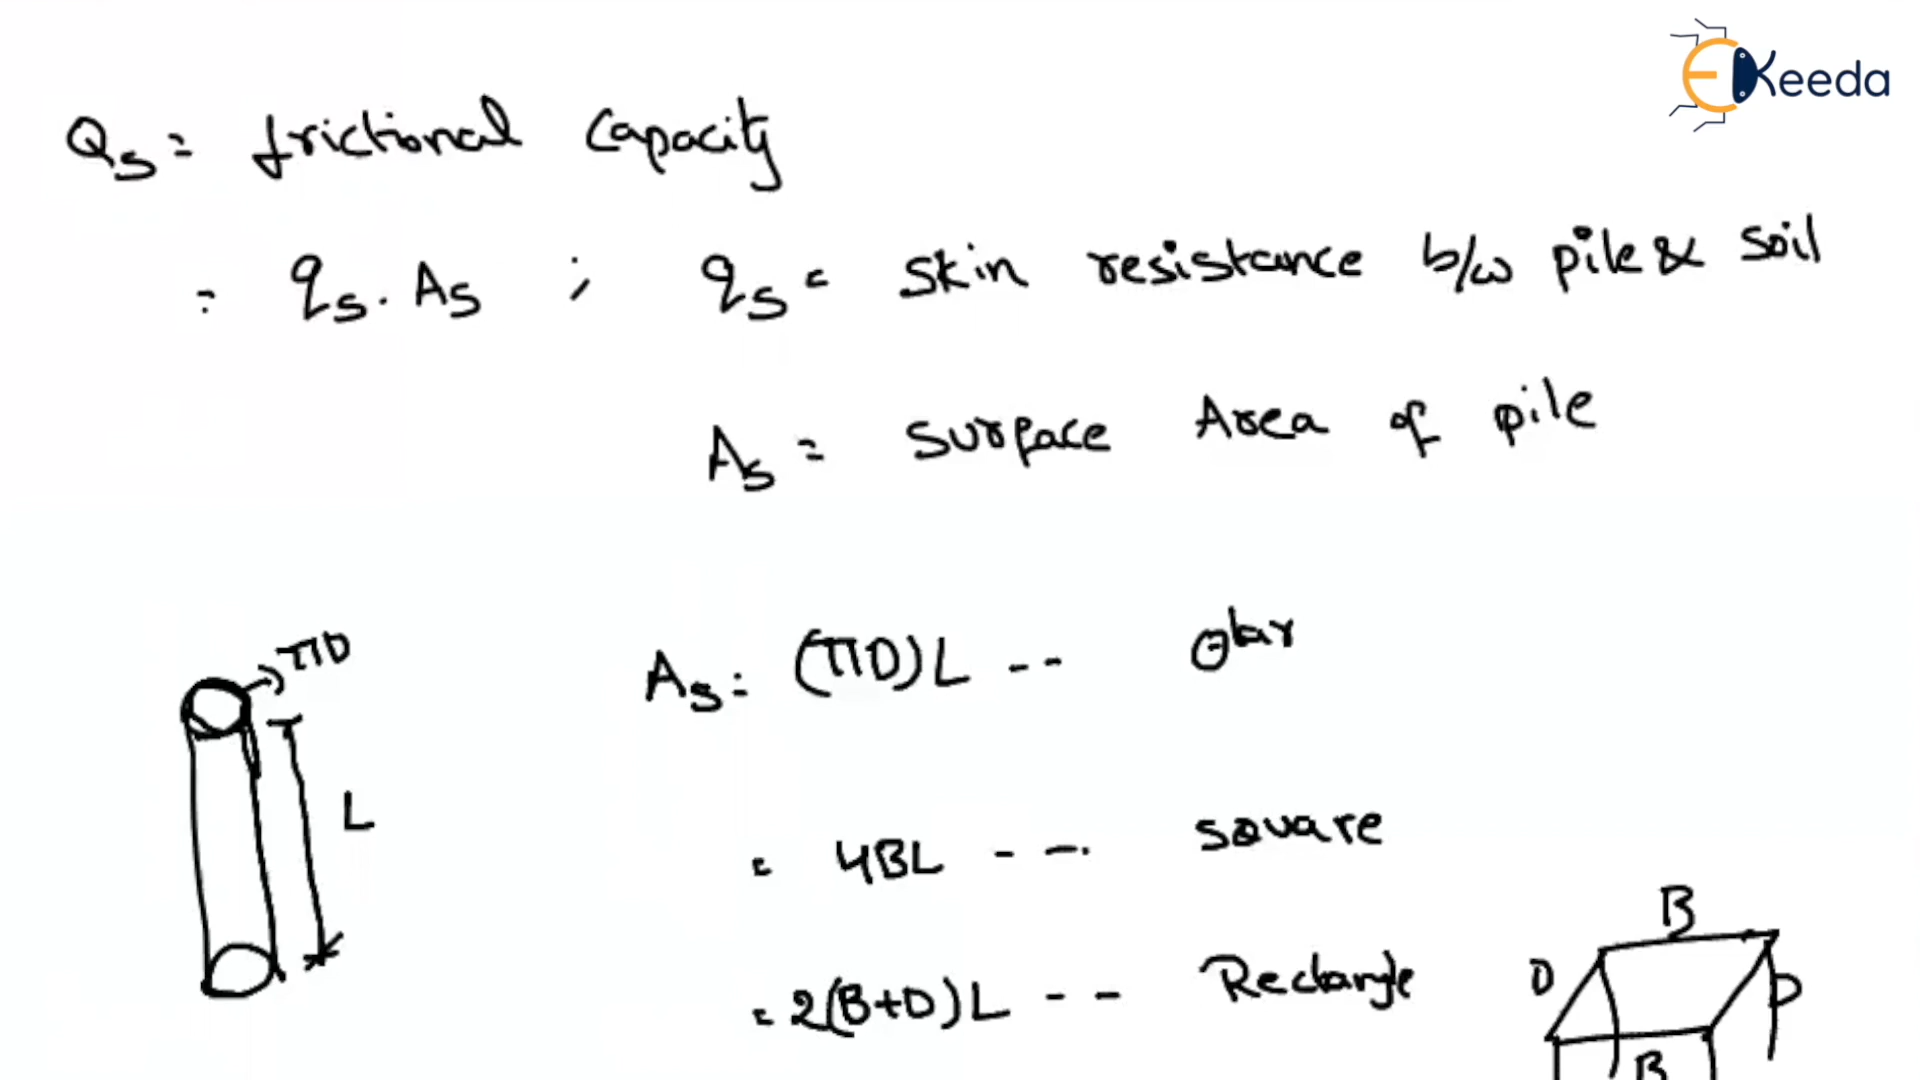 EKeeda
Qs = frictional capacity
= qs. As ; qs = skin resistance b/w pile & soil
As = surface Area of pile
πD
As = (πD)L -- Θlar
L
= 4BL --- square
B
= 2(B+D)L -- Rectangle
D D
B